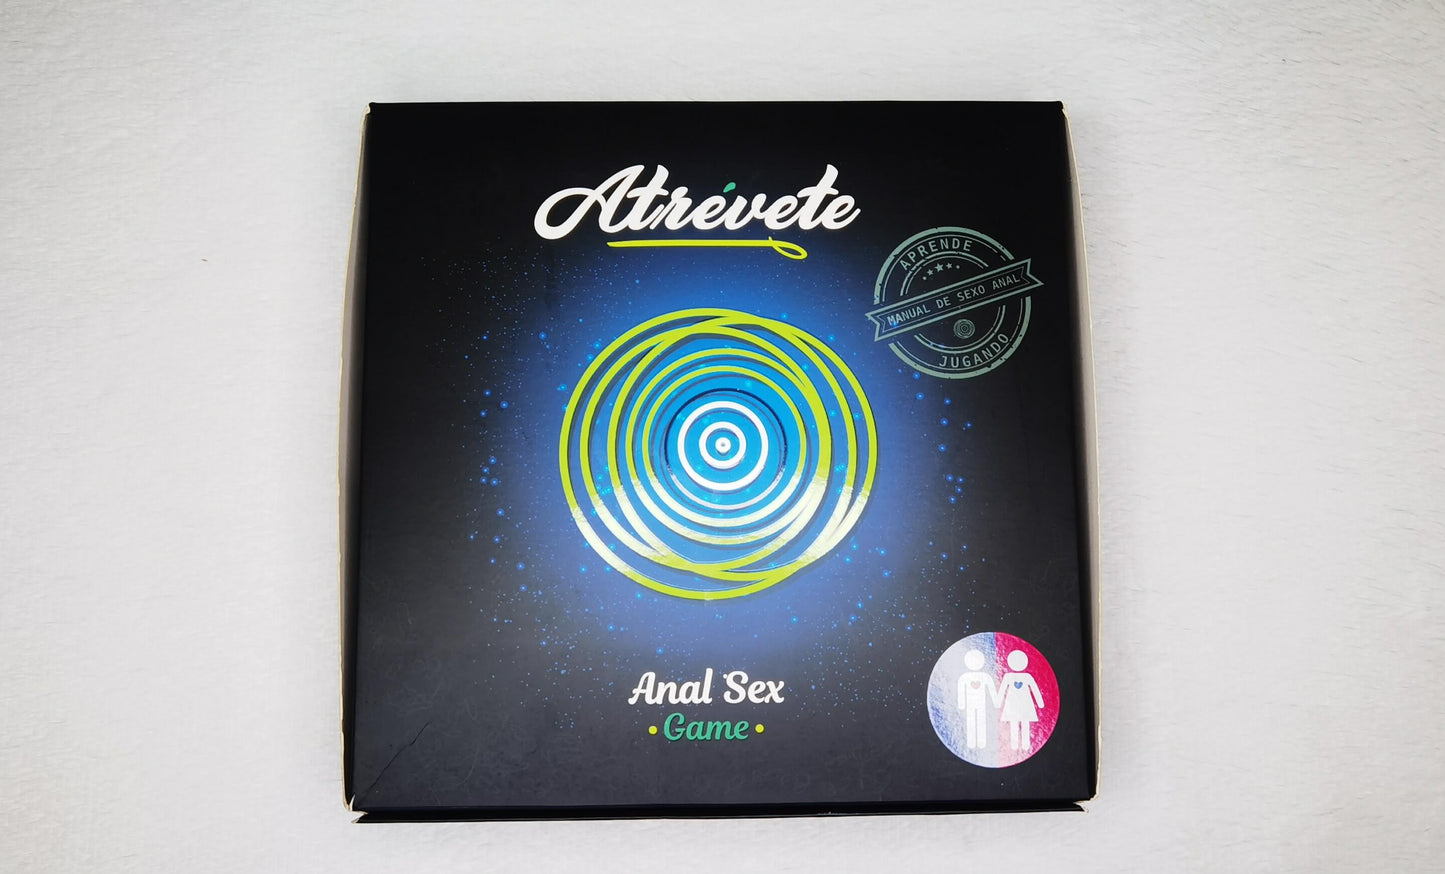 Atrévete
APRENDE
MANUAL DE SEXO ANAL
JUGANDO
Anal Sex
• Game •